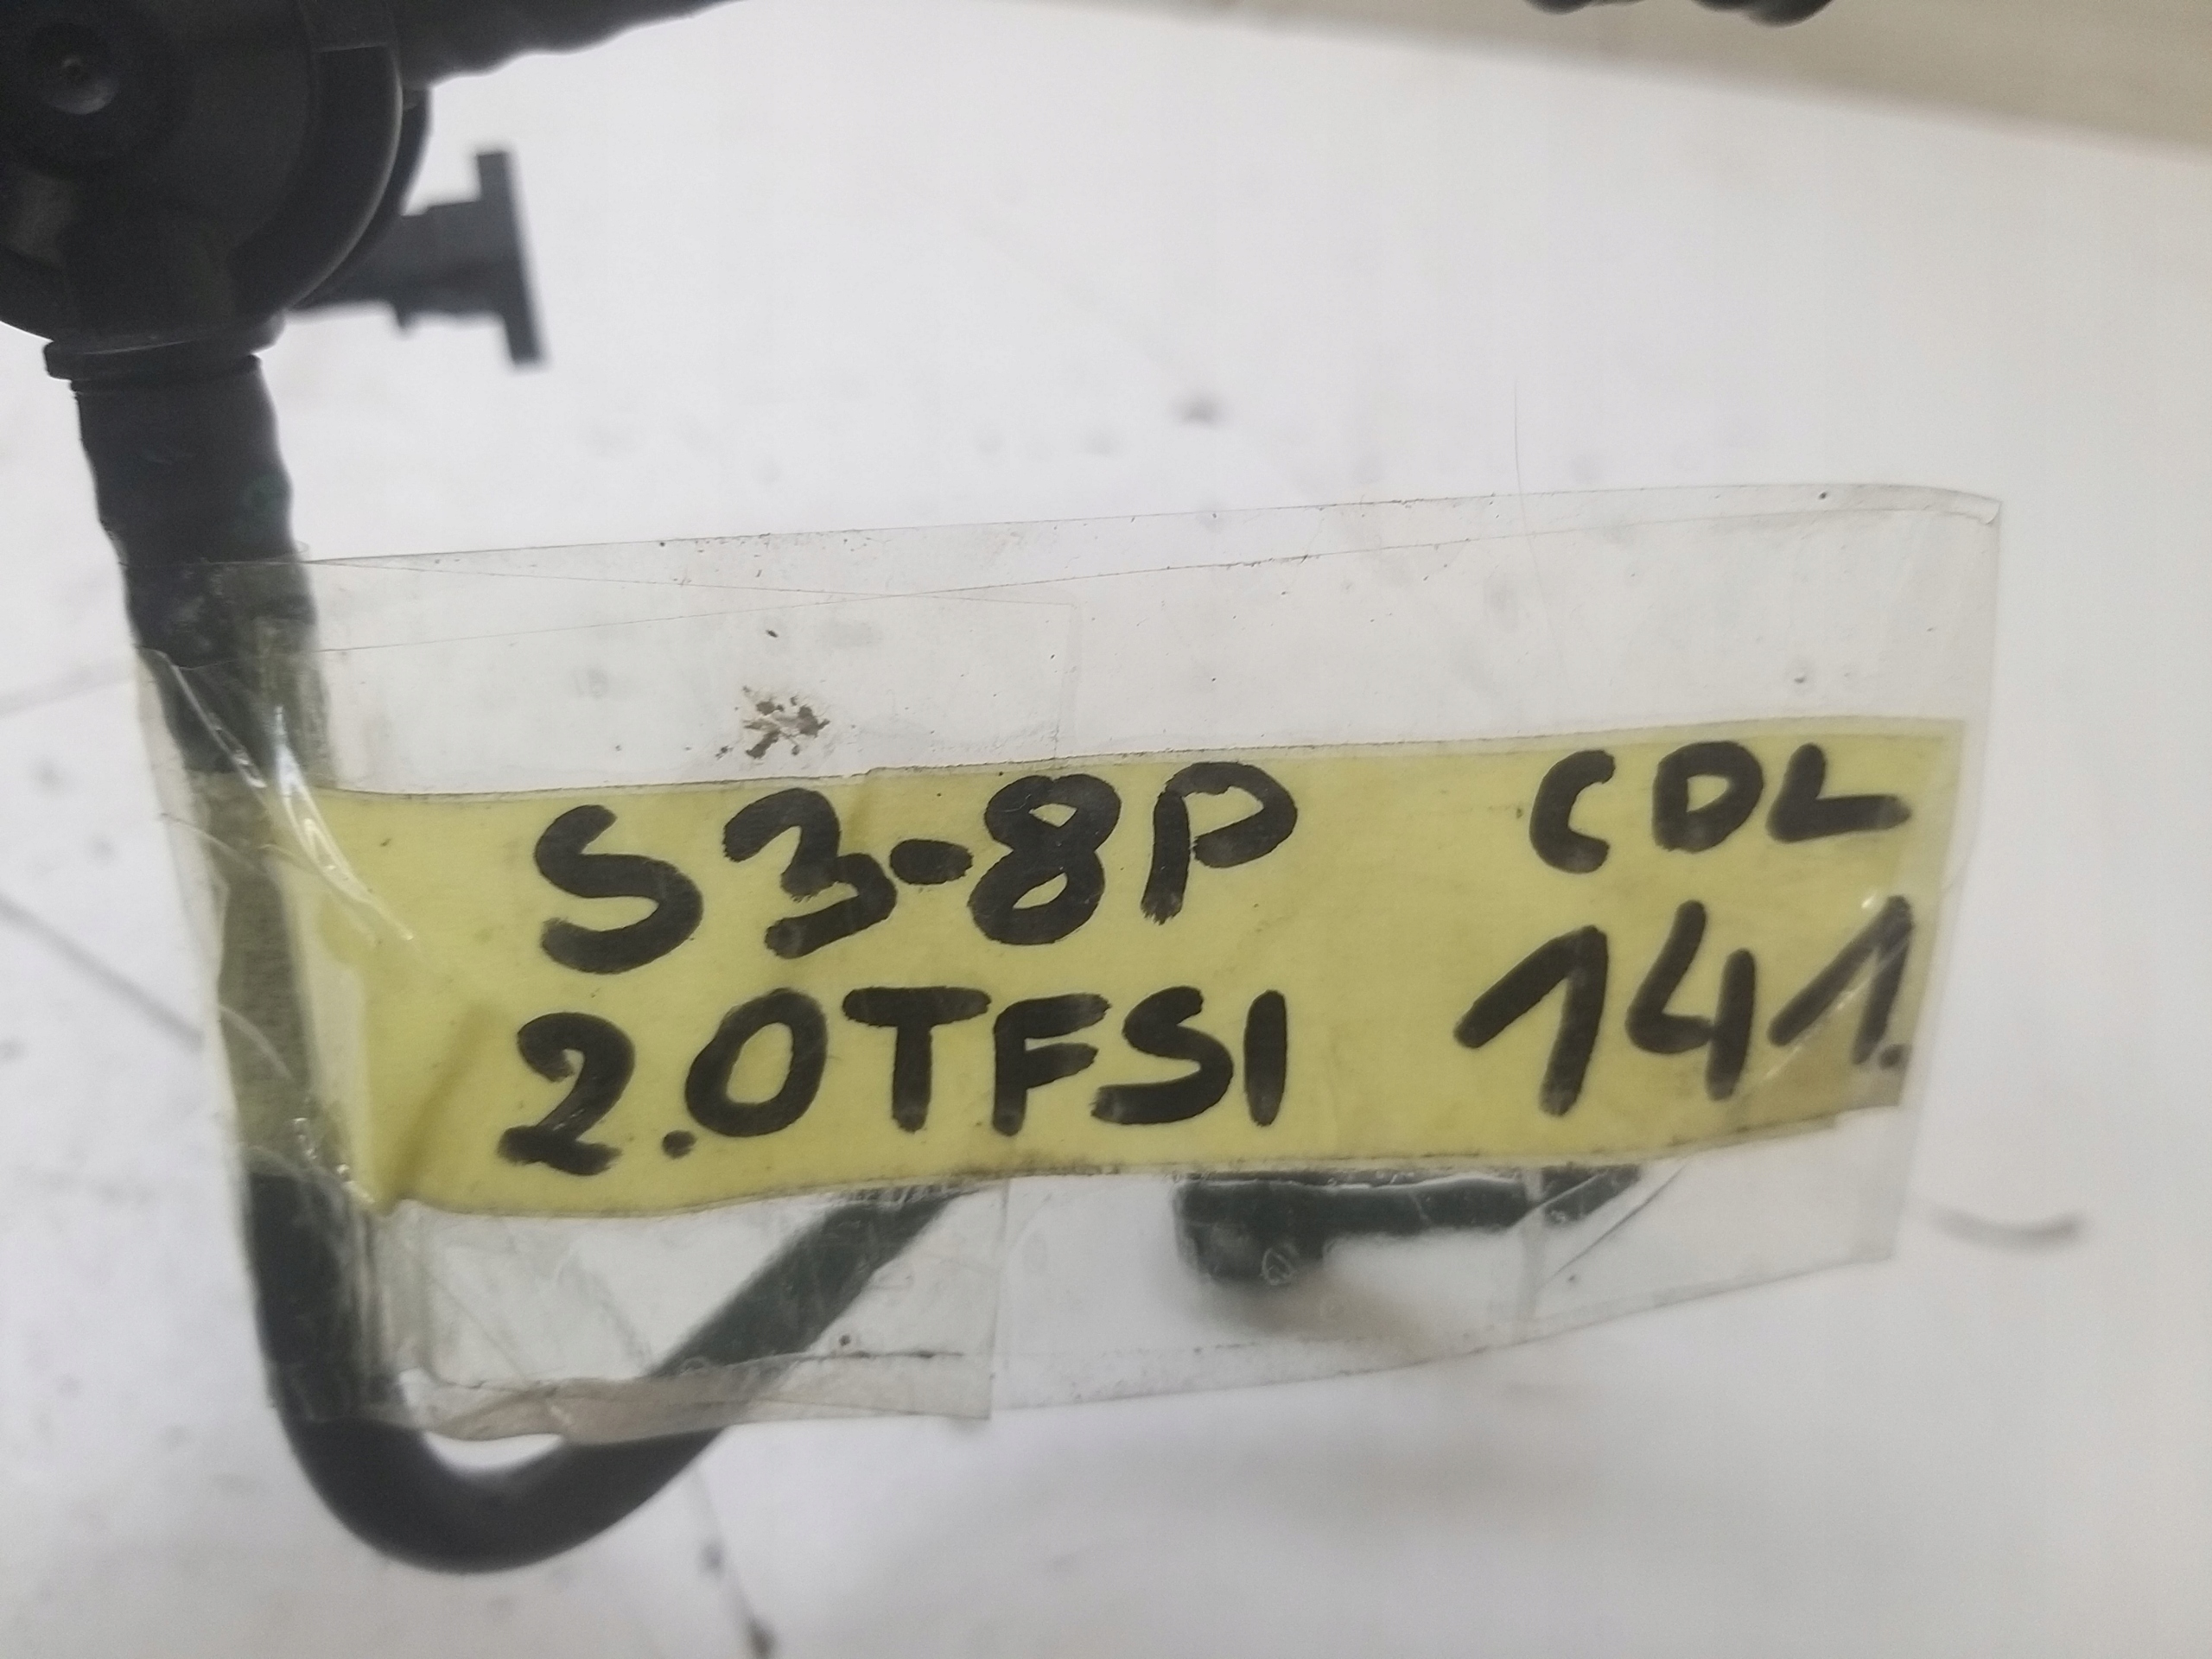 S3-8P CDL
2.0TFSI 141.